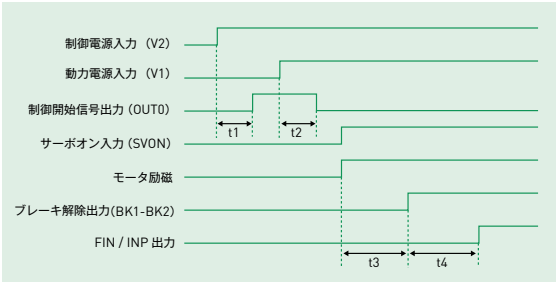 制御電源入力 (V2)
動力電源入力 (V1)
制御開始信号出力 (OUT0)
t1
t2
サーボオン入力 (SVON)
モータ励磁
ブレーキ解除出力(BK1-BK2)
FIN / INP 出力
t3
t4